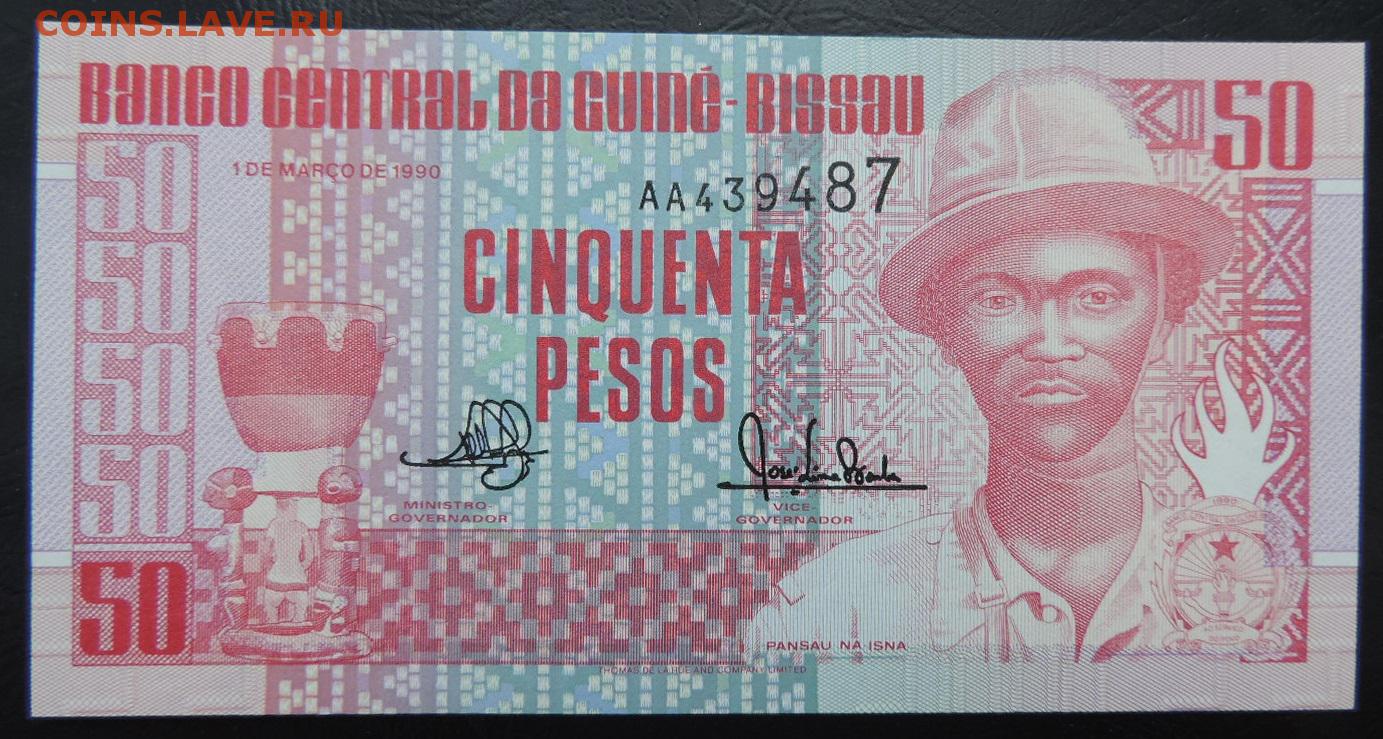 COINS.LAVE.РУ
BANCO CENTRAL DA GUINÉ-BISSAU
50
50
50
50
50
50
1 DE MARÇO DE 1990
AA439487
CINQUENTA
PESOS
MINISTRO-
GOVERNADOR
VICE-
GOVERNADOR
PANSAU NA ISNA
THOMAS DE LA RUE AND COMPANY LIMITED